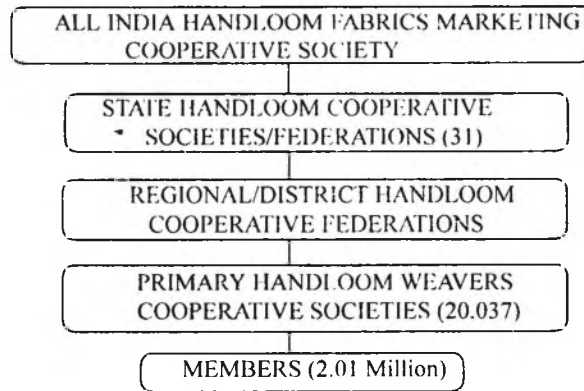 ALL INDIA HANDLOOM FABRICS MARKETING
COOPERATIVE SOCIETY
STATE HANDLOOM COOPERATIVE
SOCIETIES/FEDERATIONS (31)
REGIONAL/DISTRICT HANDLOOM
COOPERATIVE FEDERATIONS
PRIMARY HANDLOOM WEAVERS
COOPERATIVE SOCIETIES (20.037)
MEMBERS (2.01 Million)